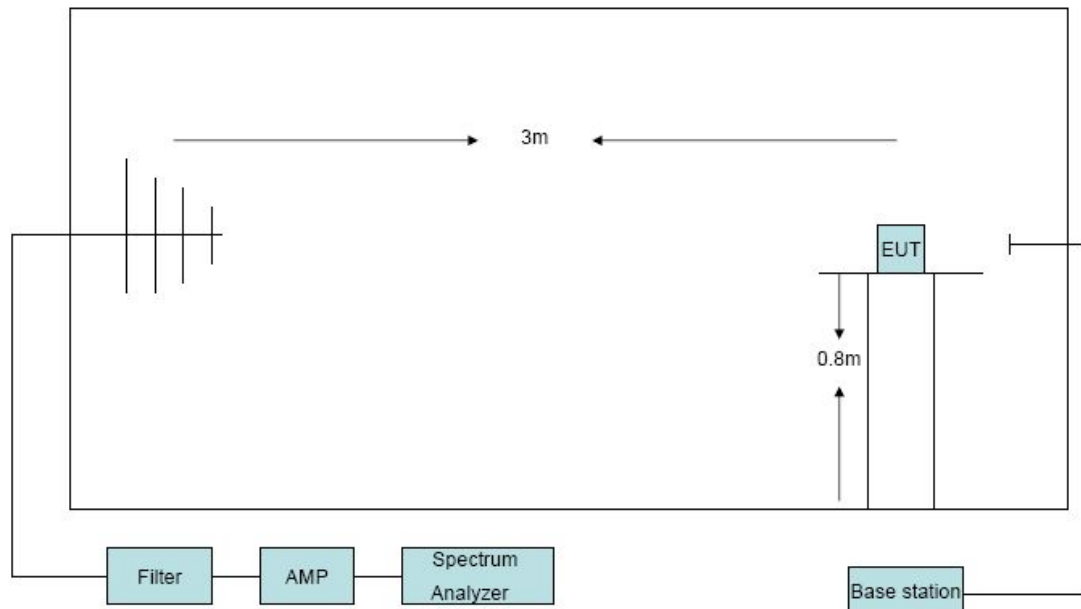 3m
EUT
0.8m
Filter
AMP
Spectrum
Analyzer
Base station